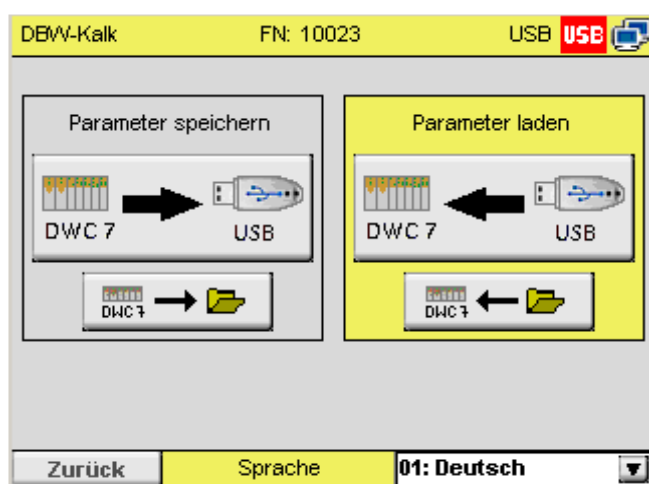 DBW-Kalk FN: 10023 USB USB
Parameter speichern
DWC 7 USB
DWC 7
Parameter laden
DWC 7 USB
DWC 7
Zurück Sprache 01: Deutsch